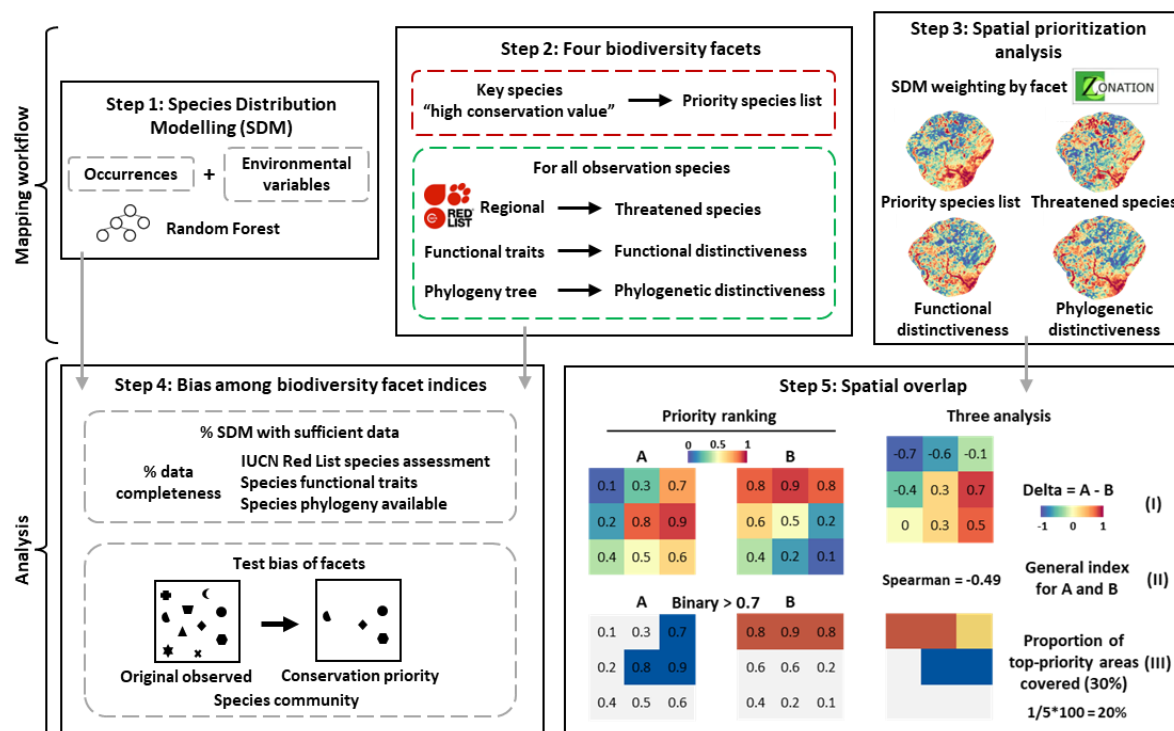 Mapping workflow
Step 1: Species Distribution
Modelling (SDM)
Occurrences
+
Environmental
variables
Random Forest
Step 2: Four biodiversity facets
Key species
“high conservation value”
Priority species list
For all observation species
RED
LIST
Regional
Threatened species
Functional traits
Functional distinctiveness
Phylogeny tree
Phylogenetic distinctiveness
Step 3: Spatial prioritization
analysis
SDM weighting by facet
ZONATION
Priority species list
Threatened species
Functional
distinctiveness
Phylogenetic
distinctiveness
Analysis
Step 4: Bias among biodiversity facet indices
% SDM with sufficient data
% data
completeness
IUCN Red List species assessment
Species functional traits
Species phylogeny available
Test bias of facets
Original observed
Conservation priority
Species community
Step 5: Spatial overlap
Priority ranking
0 0.5 1
A
0.1 0.3 0.7
0.2 0.8 0.9
0.4 0.5 0.6
B
0.8 0.9 0.8
0.6 0.5 0.2
0.4 0.2 0.1
Three analysis
-0.7 -0.6 -0.1
-0.4 0.3 0.7
0 0.3 0.5
Delta = A - B
-1 0 1
(I)
Spearman = -0.49
General index
for A and B
(II)
A Binary > 0.7 B
0.1 0.3 0.7
0.2 0.8 0.9
0.4 0.5 0.6
0.8 0.9 0.8
0.6 0.6 0.2
0.4 0.2 0.1
Proportion of
top-priority areas
covered (30%)
(III)
1/5*100 = 20%